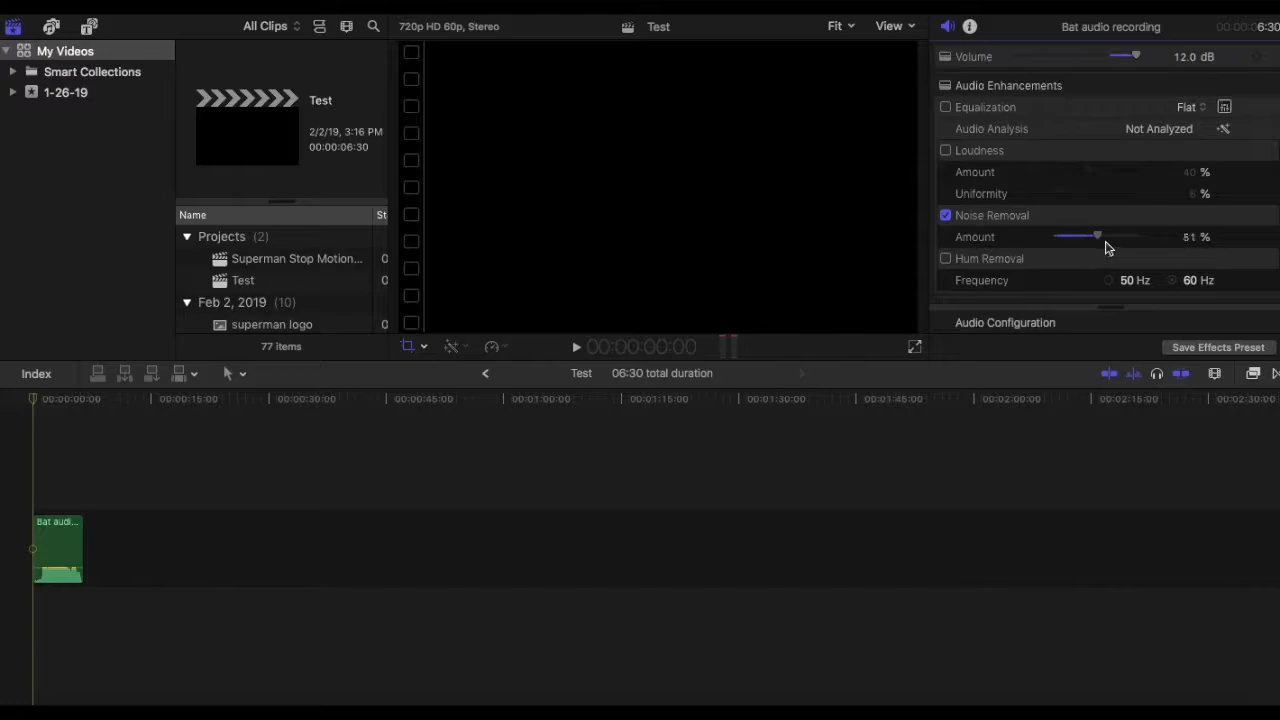 All Clips
720p HD 60p, Stereo
Test
Fit
View
Bat audio recording
6:30
My Videos
Smart Collections
1-26-19
Test
2/2/19, 3:16 PM
00:00:06:30
Name
St
Projects (2)
Superman Stop Motion...
Test
Feb 2, 2019 (10)
superman logo
77 items
00:00:00:00
Volume
12.0 dB
Audio Enhancements
Equalization
Flat
Audio Analysis
Not Analyzed
Loudness
Amount
40 %
Uniformity
%
Noise Removal
Amount
51 %
Hum Removal
Frequency
50 Hz
60 Hz
Audio Configuration
Save Effects Preset
Index
Test
06:30 total duration
00:00:00:00
00:00:15:00
00:00:30:00
00:00:45:00
00:01:00:00
00:01:15:00
00:01:30:00
00:01:45:00
00:02:00:00
00:02:15:00
00:02:30:00
Bat audi...